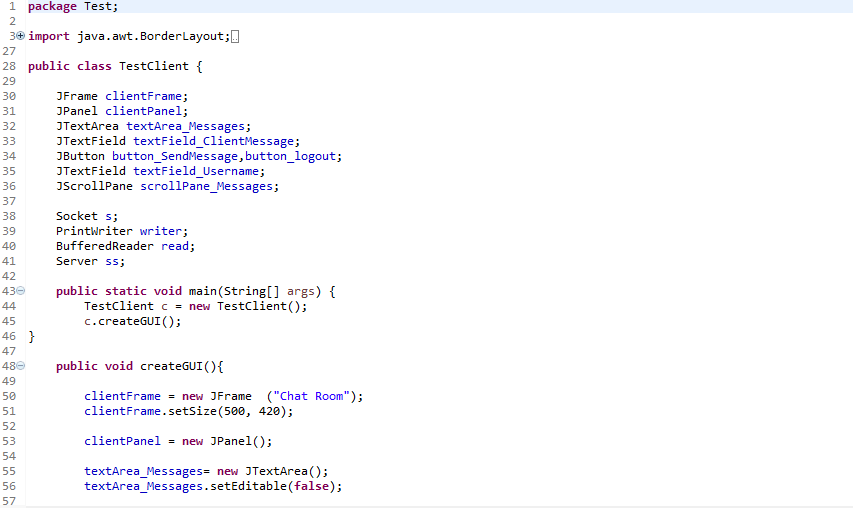 1 package Test;
2
3 import java.awt.BorderLayout;
27
28 public class TestClient {
29
30     JFrame clientFrame;
31     JPanel clientPanel;
32     JTextArea textArea_Messages;
33     JTextField textField_ClientMessage;
34     JButton button_SendMessage,button_logout;
35     JTextField textField_Username;
36     JScrollPane scrollPane_Messages;
37
38     Socket s;
39     PrintWriter writer;
40     BufferedReader read;
41     Server ss;
42
43     public static void main(String[] args) {
44         TestClient c = new TestClient();
45         c.createGUI();
46 }
47
48     public void createGUI(){
49
50         clientFrame = new JFrame  ("Chat Room");
51         clientFrame.setSize(500, 420);
52
53         clientPanel = new JPanel();
54
55         textArea_Messages= new JTextArea();
56         textArea_Messages.setEditable(false);
57